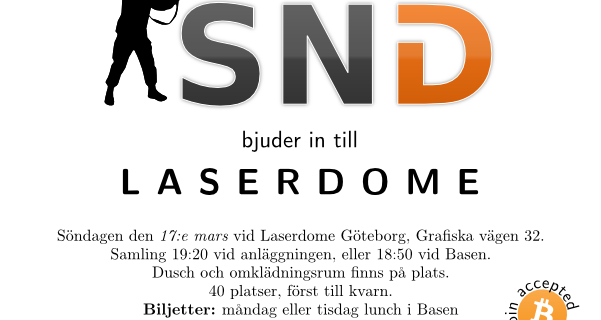 SND
bjuder in till
LASERDOME
Söndagen den 17:e mars vid Laserdome Göteborg, Grafiska vägen 32.
Samling 19:20 vid anläggningen, eller 18:50 vid Basen.
Dusch och omklädningsrum finns på plats.
40 platser, först till kvarn.
Biljetter: måndag eller tisdag lunch i Basen
accepted